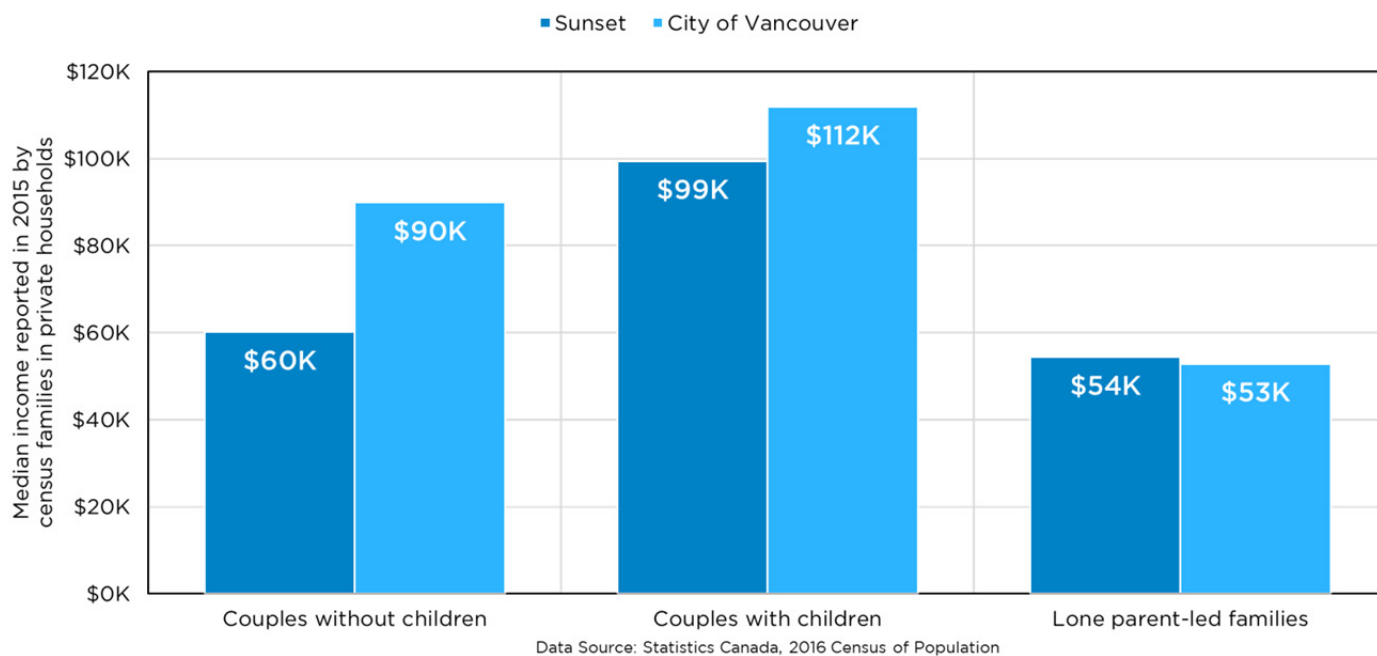 Sunset City of Vancouver
Median income reported in 2015 by
census families in private households
$120K
$100K
$80K
$60K
$40K
$20K
$0K
$60K
$90K
$99K
$112K
$54K
$53K
Couples without children
Couples with children
Lone parent-led families
Data Source: Statistics Canada, 2016 Census of Population